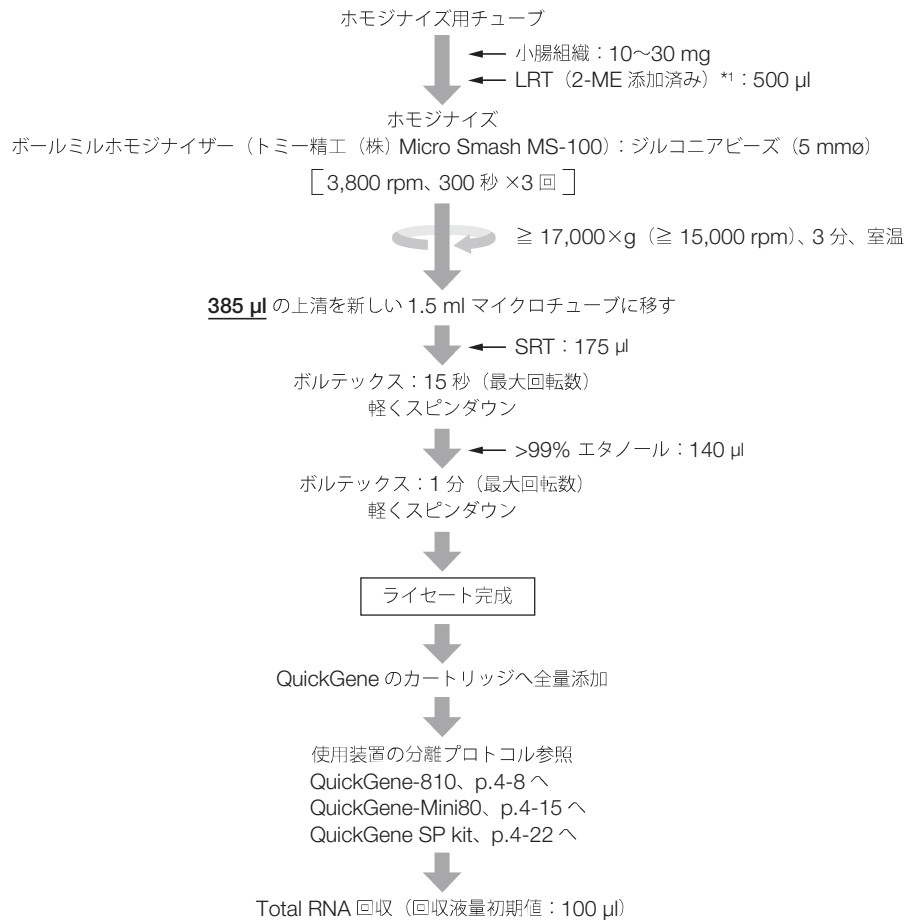 ホモジナイズ用チューブ
小腸組織：10～30 mg
LRT（2-ME 添加済み）*1：500 μl
ホモジナイズ
ボールミルホモジナイザー（トミー精工（株）Micro Smash MS-100）：ジルコニアビーズ（5 mmø）
[3,800 rpm、300 秒 ×3 回]
≧ 17,000×g（≧ 15,000 rpm）、3 分、室温
385 μl の上清を新しい 1.5 ml マイクロチューブに移す
SRT：175 μl
ボルテックス：15 秒（最大回転数）
軽くスピンダウン
>99% エタノール：140 μl
ボルテックス：1 分（最大回転数）
軽くスピンダウン
ライセート完成
QuickGene のカートリッジへ全量添加
使用装置の分離プロトコル参照
QuickGene-810、p.4-8 へ
QuickGene-Mini80、p.4-15 へ
QuickGene SP kit、p.4-22 へ
Total RNA 回収（回収液量初期値：100 μl）